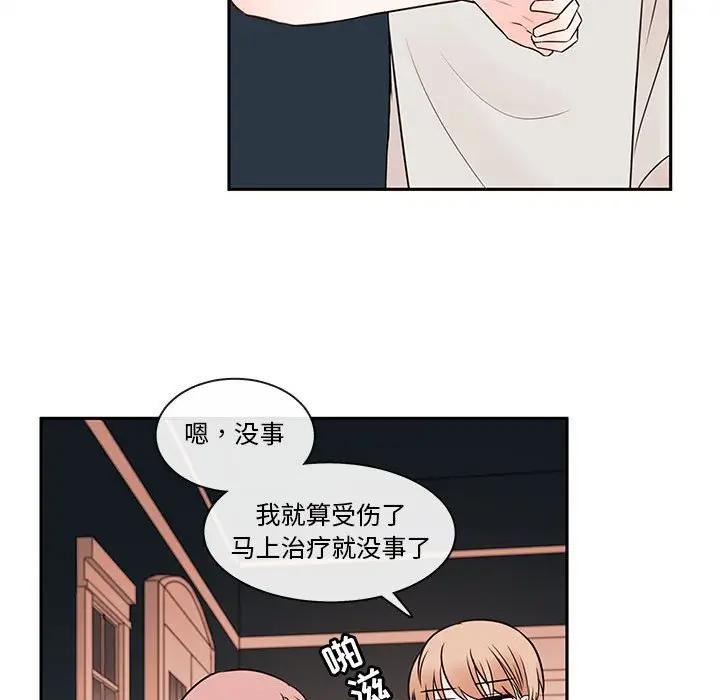 嗯，没事
我就算受伤了
马上治疗就没事了
啪
滋